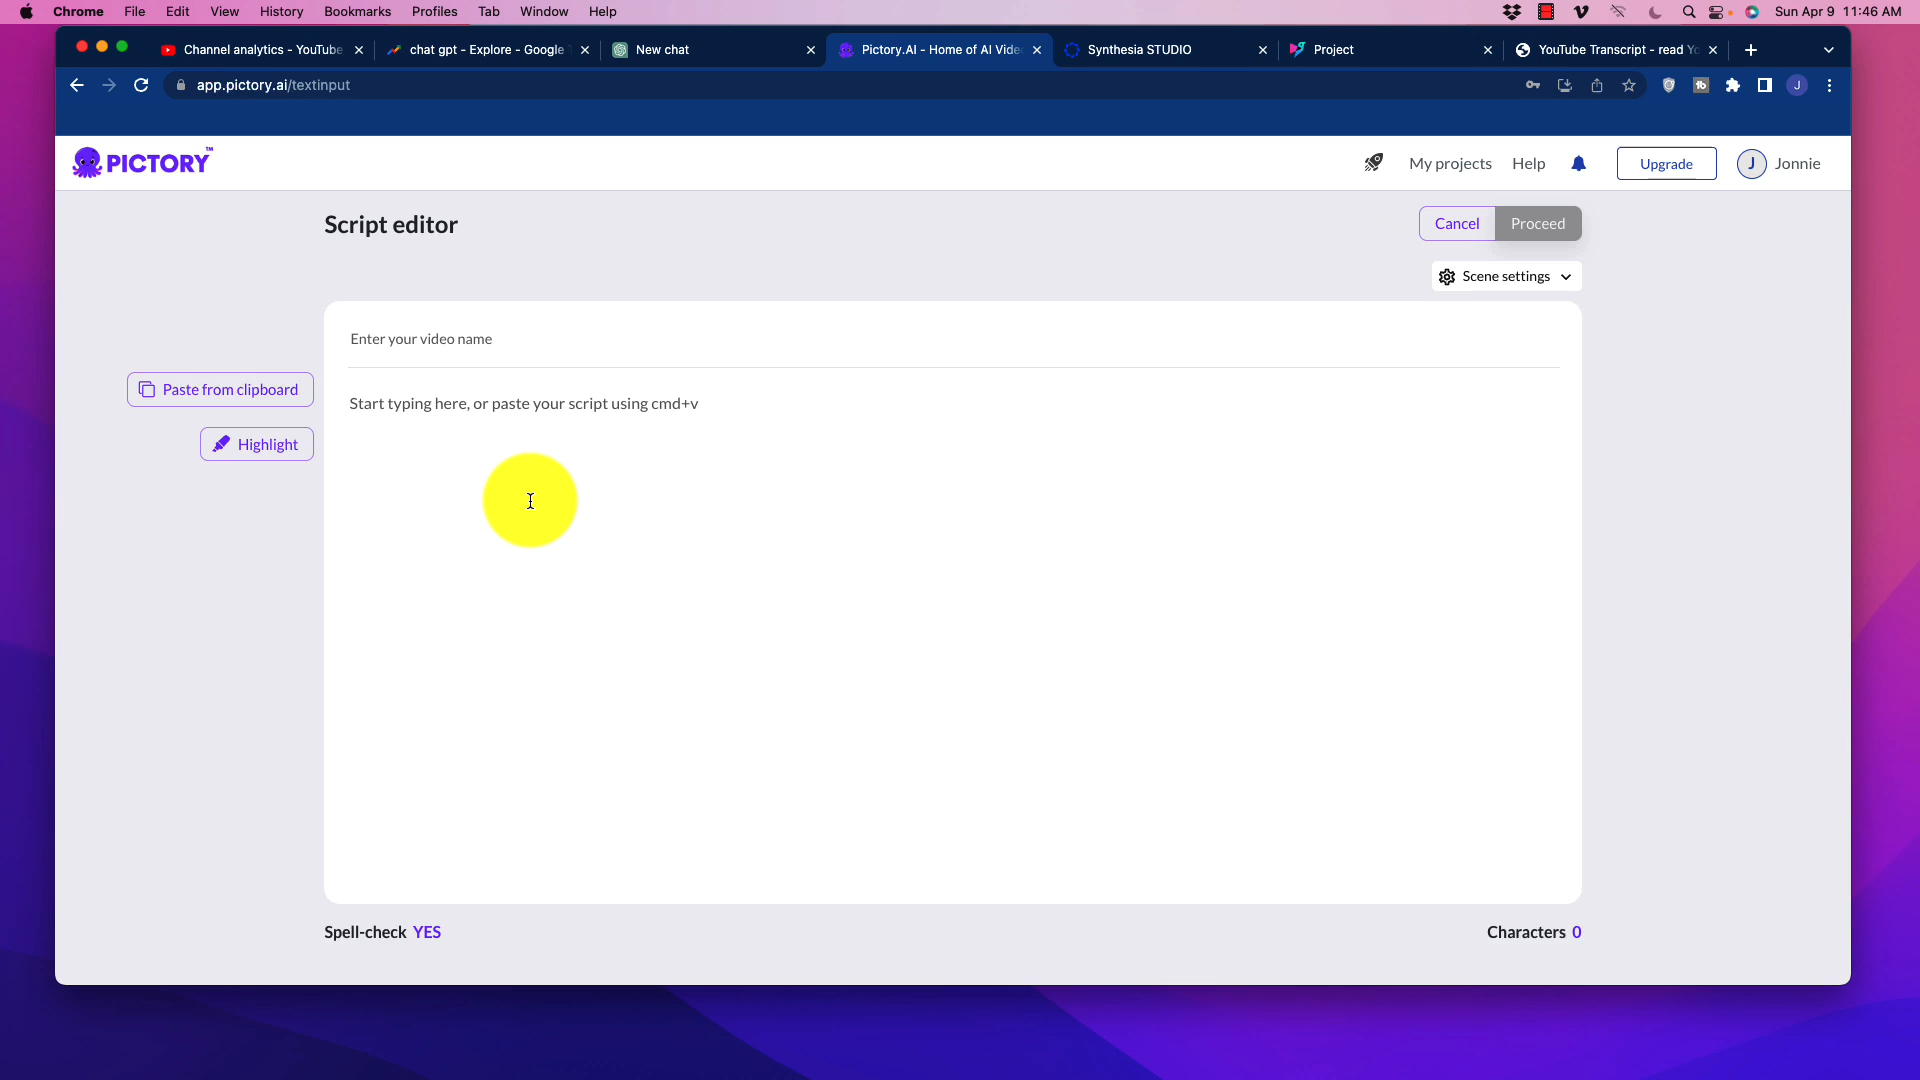 Chrome File Edit View History Bookmarks Profiles Tab Window Help Sun Apr 9 11:46 AM
Channel analytics - YouTube chat gpt - Explore - Google New chat Pictory.AI - Home of AI Vide Synthesia STUDIO Project YouTube Transcript - read Yo
app.pictory.ai/textinput tb J
PICTORY™ My projects Help Upgrade J Jonnie
Script editor Cancel Proceed
Scene settings
Enter your video name
Paste from clipboard
Start typing here, or paste your script using cmd+v
Highlight
Spell-check YES Characters 0